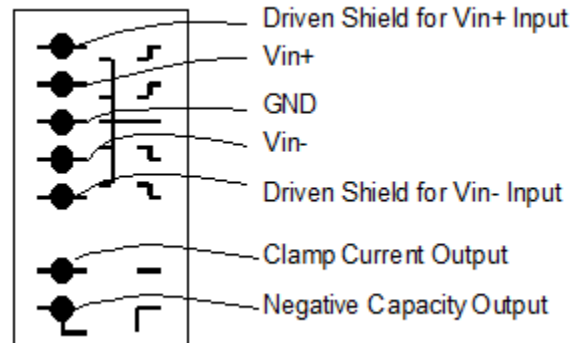 Driven Shield for Vin+ Input
Vin+
GND
Vin-
Driven Shield for Vin- Input
Clamp Current Output
Negative Capacity Output